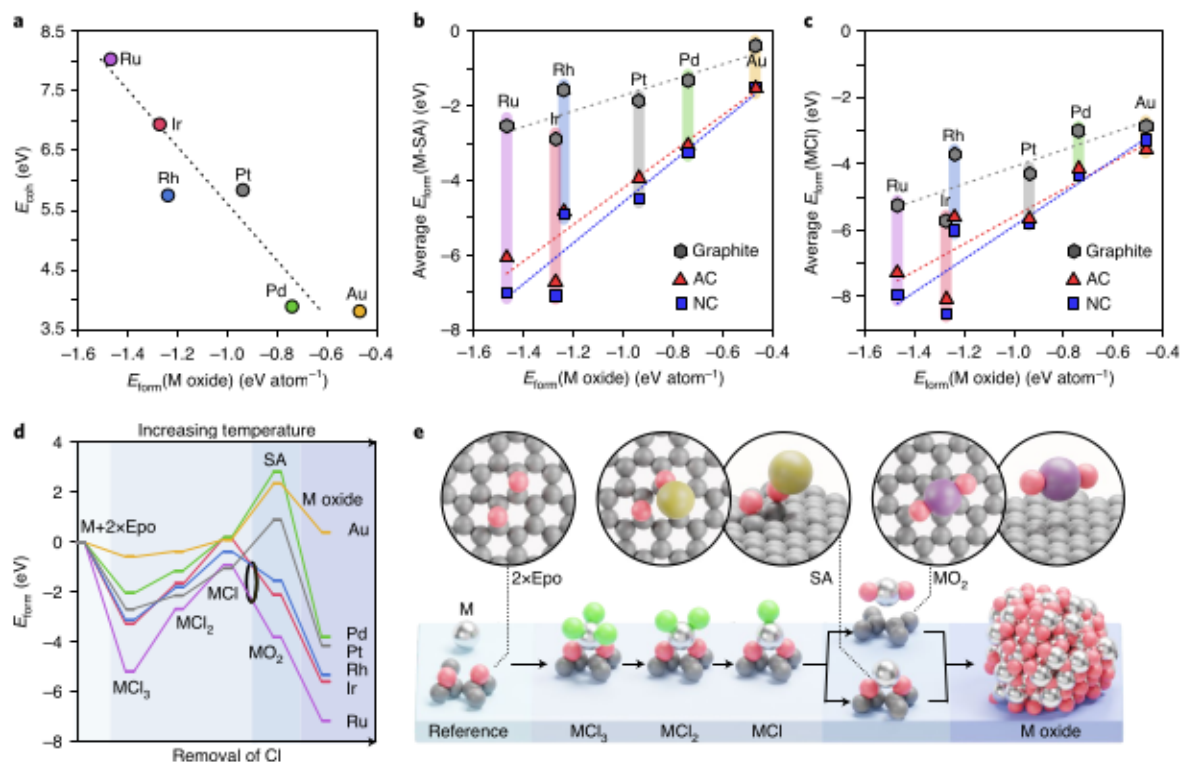 a
8.5
7.5
6.5
5.5
4.5
3.5
E_coh (eV)
Ru
Ir
Rh
Pt
Pd
Au
−1.6 −1.4 −1.2 −1.0 −0.8 −0.6 −0.4
E_form(M oxide) (eV atom⁻¹)
b
0
−2
−4
−6
−8
Average E_form(M-SA) (eV)
Ru
Ir
Rh
Pt
Pd
Au
Graphite
AC
NC
−1.6 −1.4 −1.2 −1.0 −0.8 −0.6 −0.4
E_form(M oxide) (eV atom⁻¹)
c
0
−2
−4
−6
−8
Average E_form(MCl) (eV)
Ru
Ir
Rh
Pt
Pd
Au
Graphite
AC
NC
−1.6 −1.4 −1.2 −1.0 −0.8 −0.6 −0.4
E_form(M oxide) (eV atom⁻¹)
d
Increasing temperature
4
2
0
−2
−4
−6
−8
E_form (eV)
M+2×Epo
MCl₃
MCl₂
MCl
SA
MO₂
M oxide
Au
Pd
Pt
Rh
Ir
Ru
Removal of Cl
e
2×Epo
SA
MO₂
M
Reference
MCl₃
MCl₂
MCl
M oxide